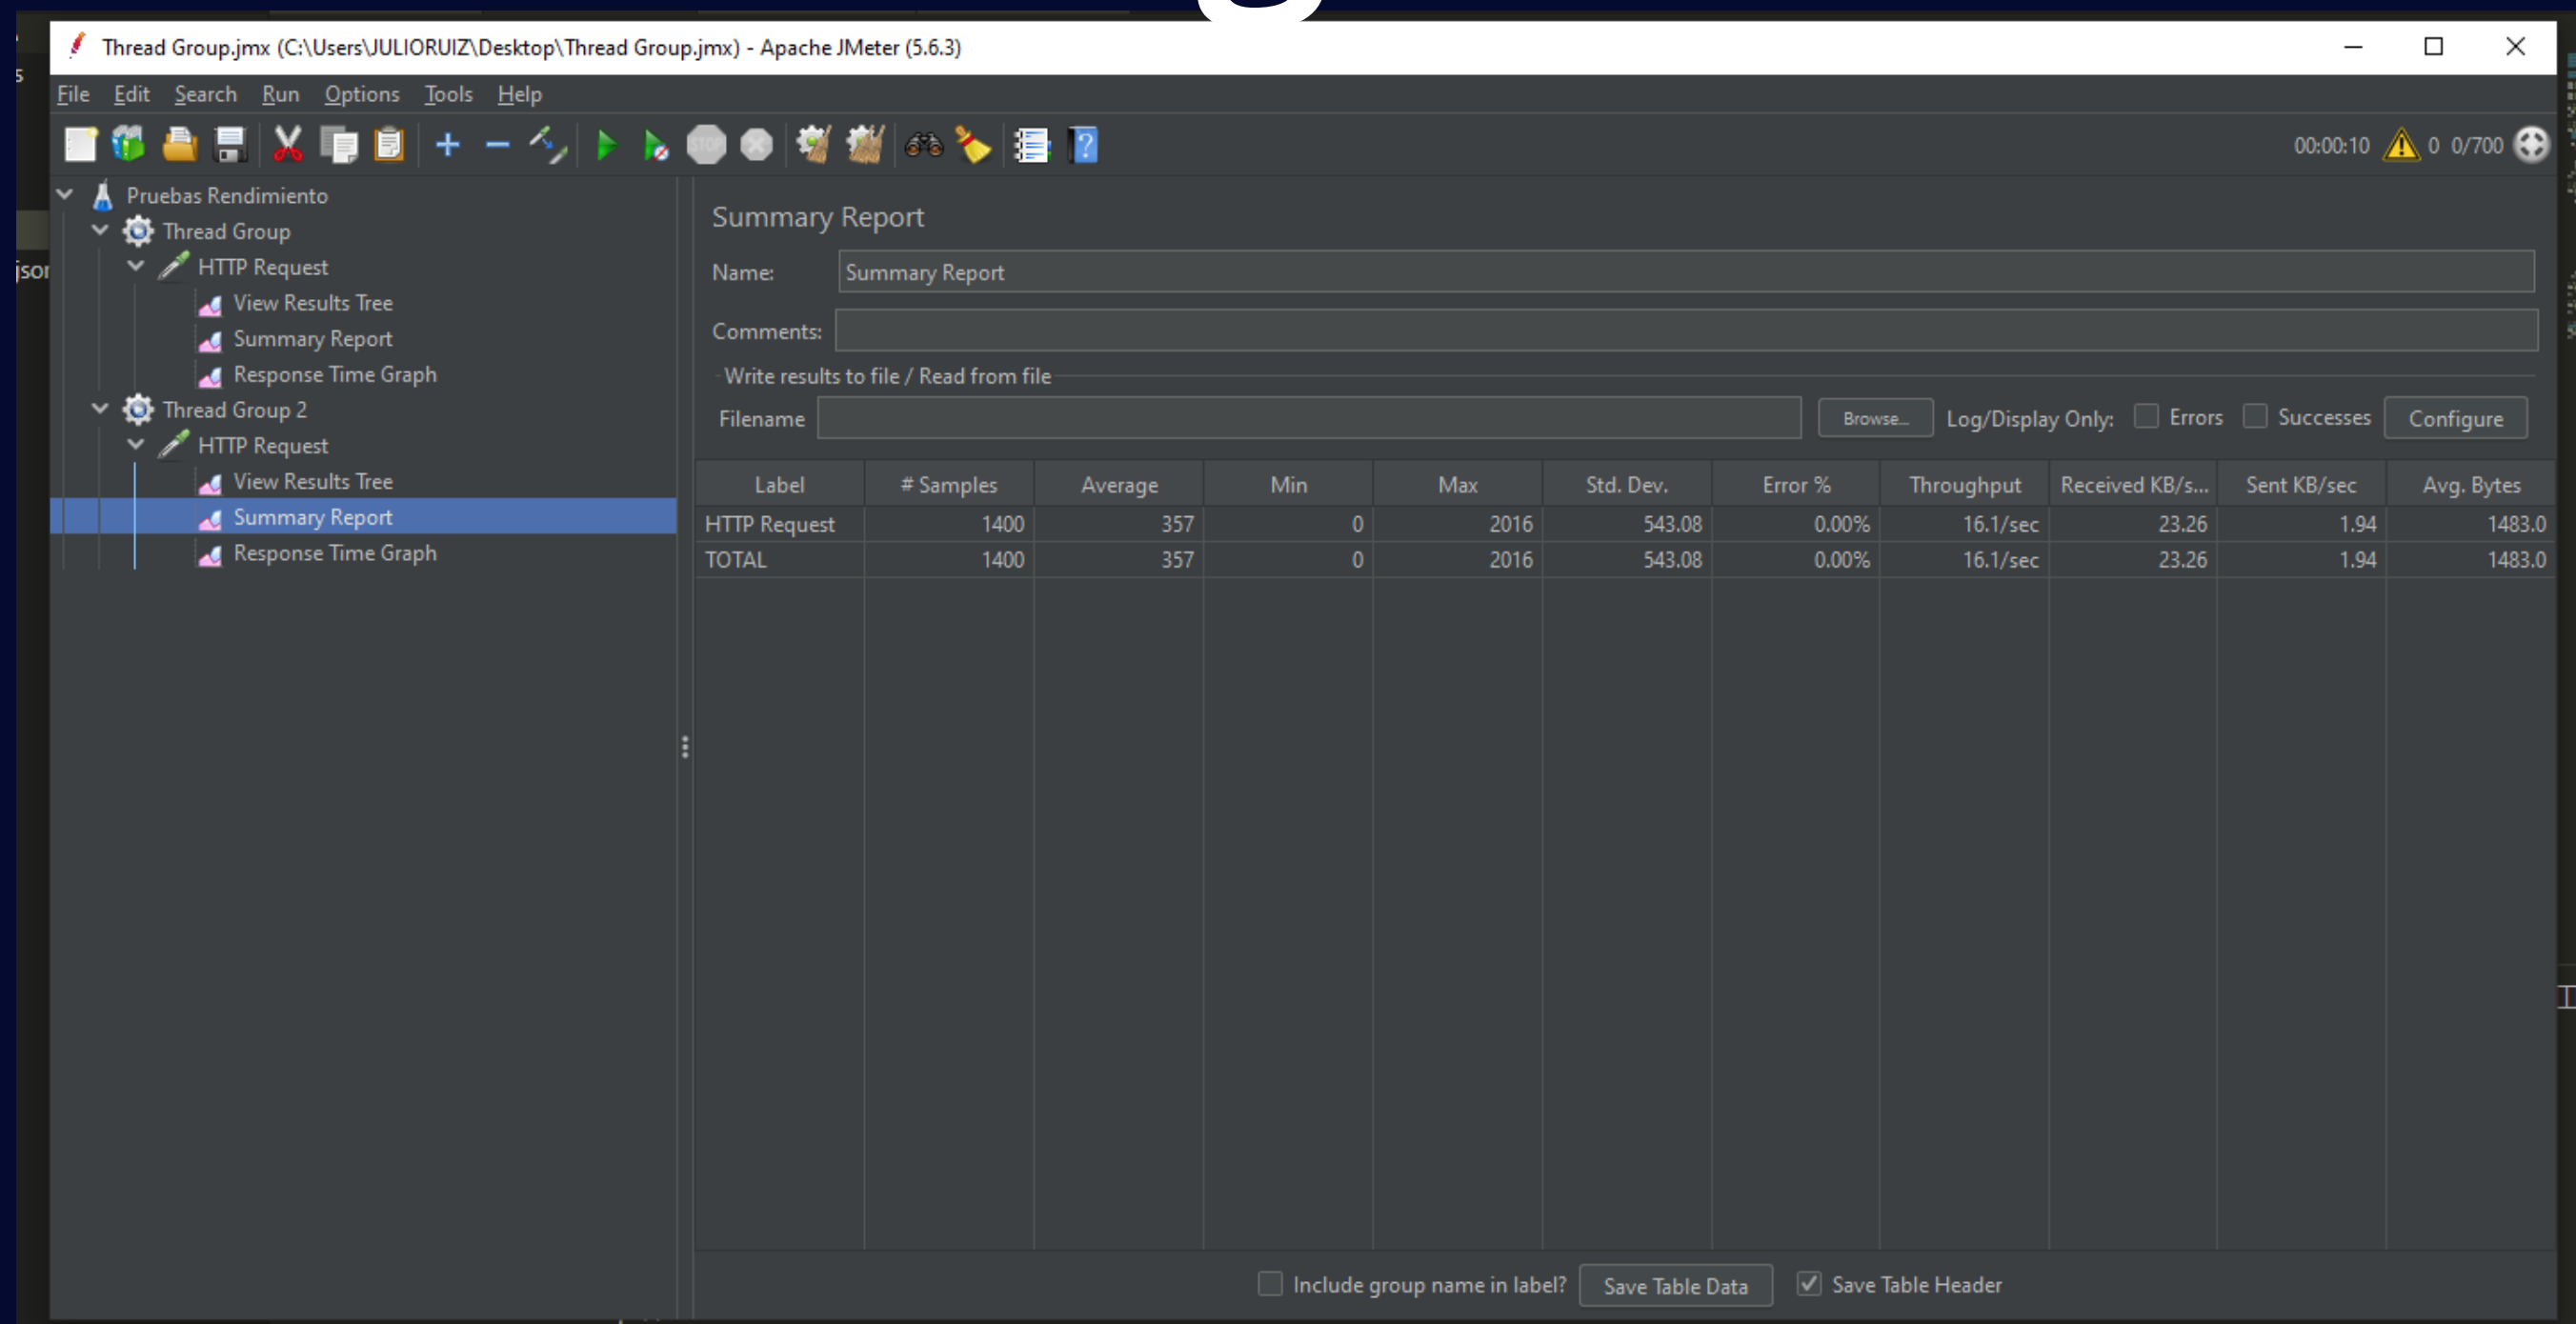 Thread Group.jmx (C:\Users\JULIORUIZ\Desktop\Thread Group.jmx) - Apache JMeter (5.6.3)
File Edit Search Run Options Tools Help
STOP
00:00:10 0 0/700
Pruebas Rendimiento
Thread Group
HTTP Request
View Results Tree
Summary Report
Response Time Graph
Thread Group 2
HTTP Request
View Results Tree
Summary Report
Response Time Graph
Summary Report
Name: Summary Report
Comments:
Write results to file / Read from file
Filename Browse... Log/Display Only: Errors Successes Configure
Label # Samples Average Min Max Std. Dev. Error % Throughput Received KB/s... Sent KB/sec Avg. Bytes
HTTP Request 1400 357 0 2016 543.08 0.00% 16.1/sec 23.26 1.94 1483.0
TOTAL 1400 357 0 2016 543.08 0.00% 16.1/sec 23.26 1.94 1483.0
Include group name in label? Save Table Data Save Table Header